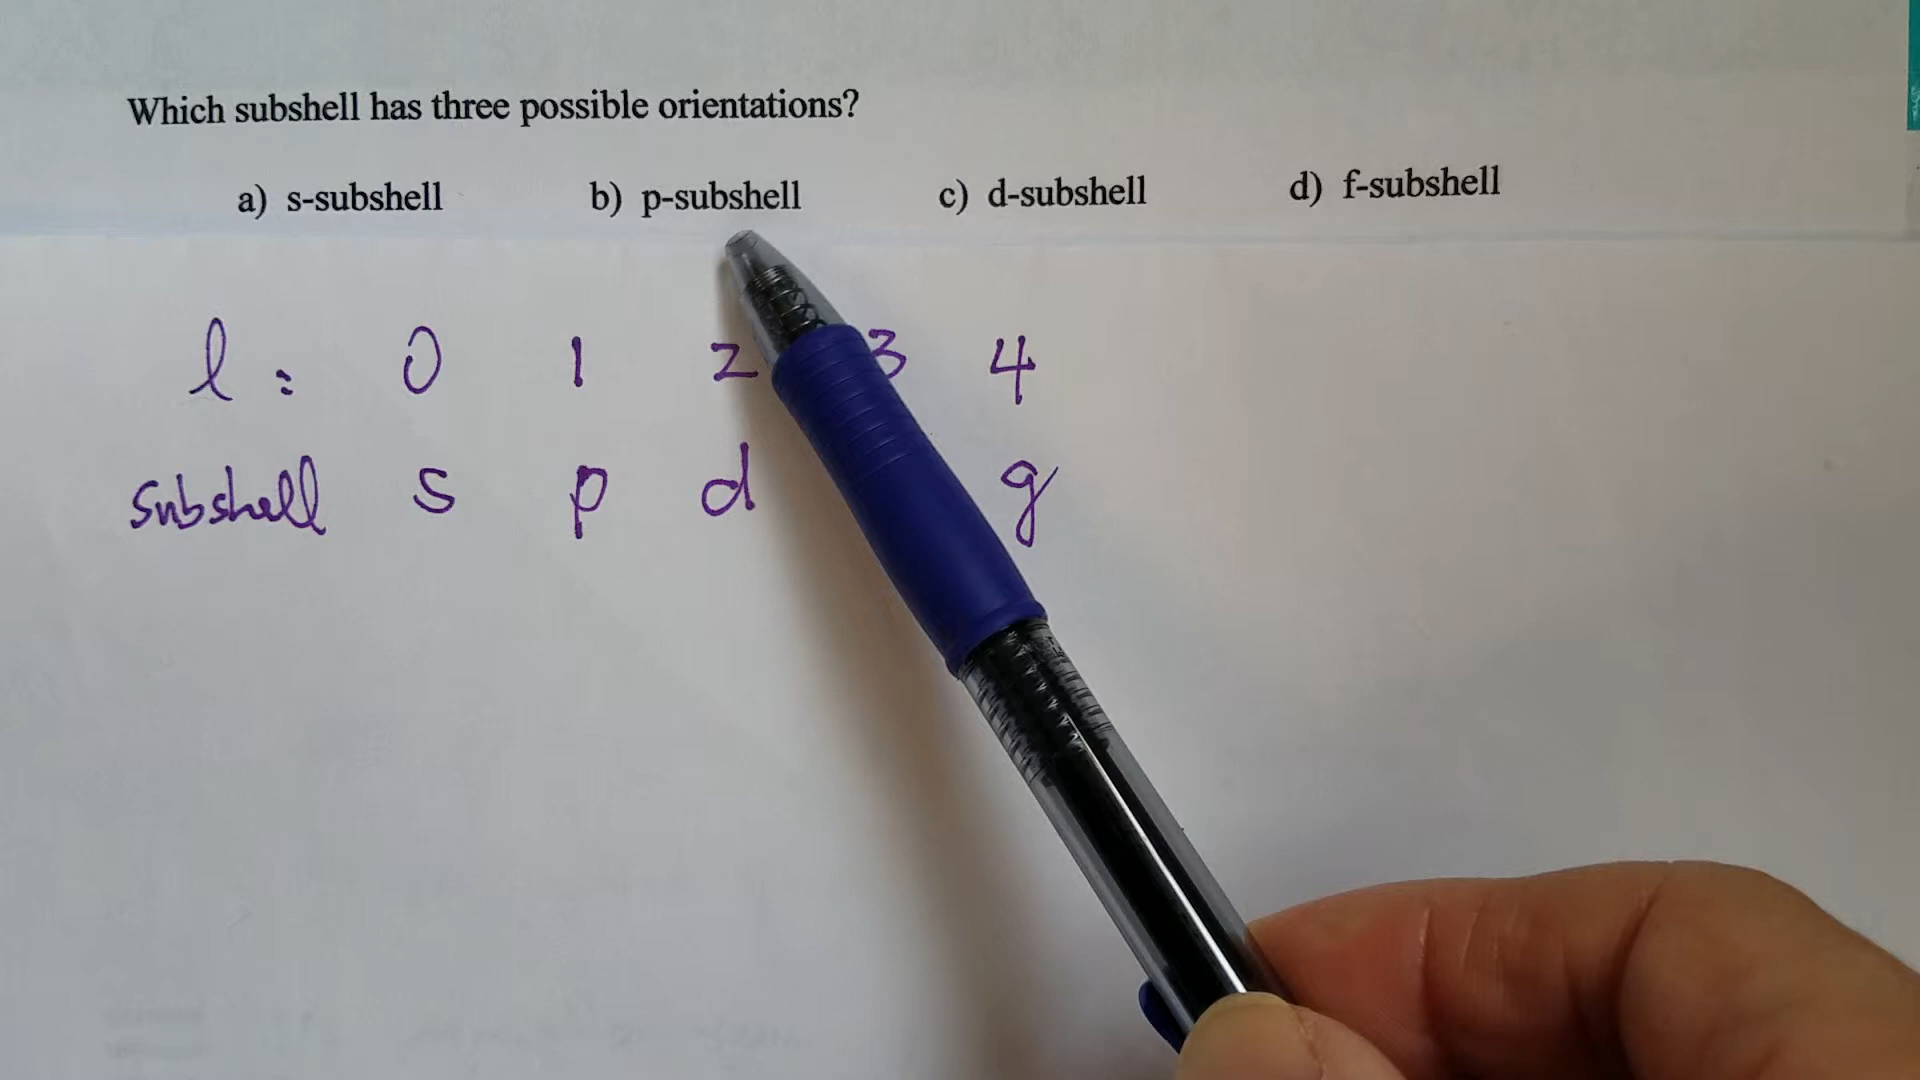 Which subshell has three possible orientations?
a) s-subshell b) p-subshell c) d-subshell d) f-subshell
l : 0 1 2 3 4
Subshell s p d g